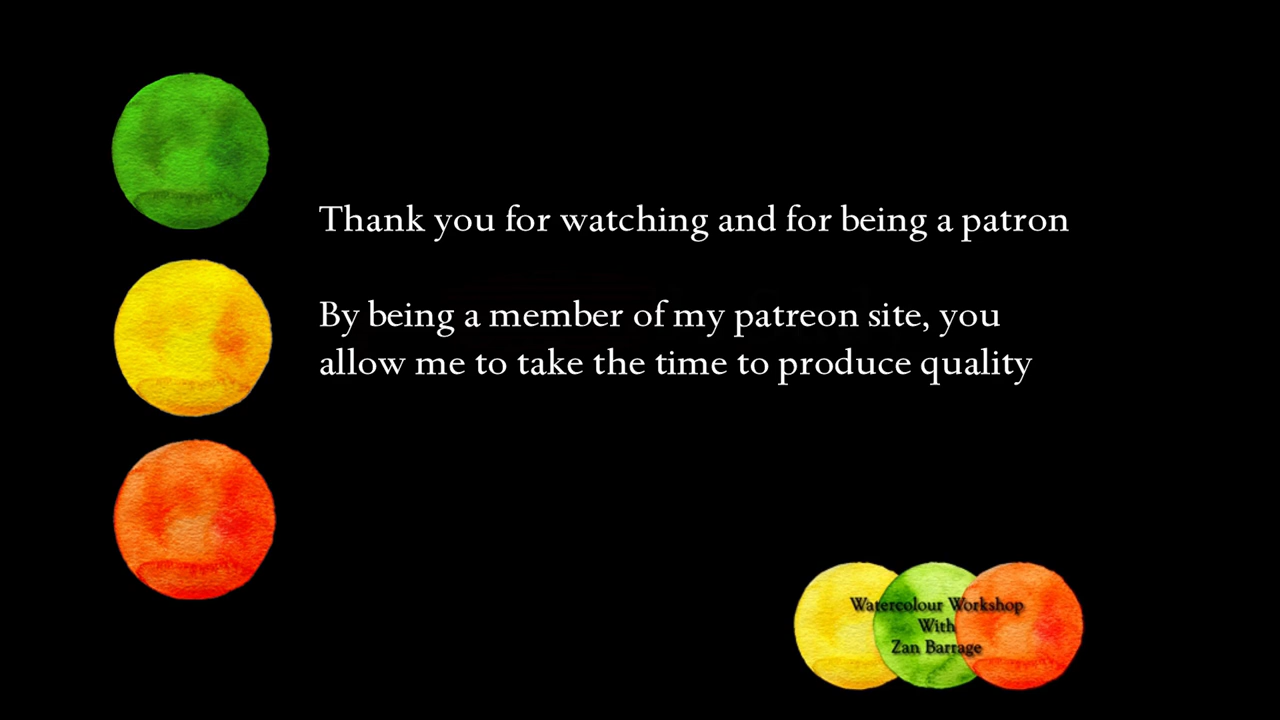 Thank you for watching and for being a patron
By being a member of my patreon site, you
allow me to take the time to produce quality
Watercolour Workshop
With
Zan Barrage